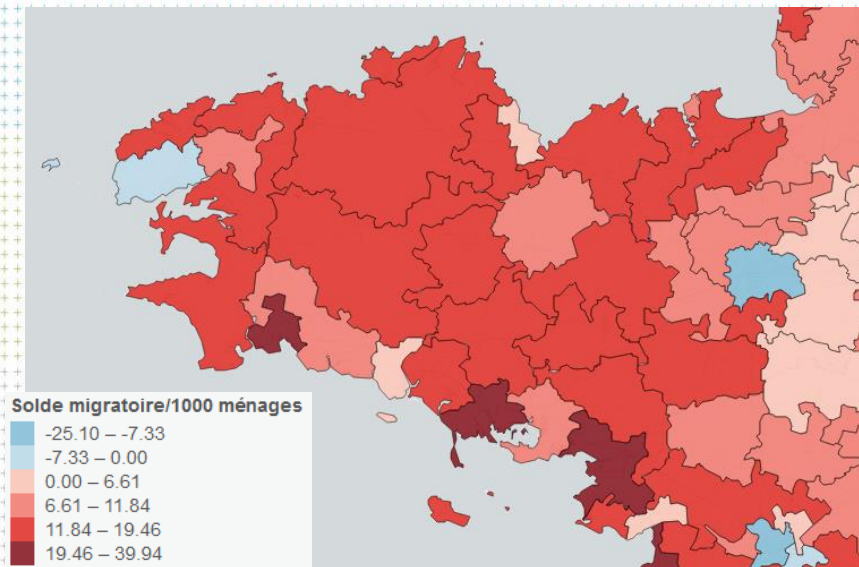 Solde migratoire/1000 ménages
-25.10 – -7.33
-7.33 – 0.00
0.00 – 6.61
6.61 – 11.84
11.84 – 19.46
19.46 – 39.94